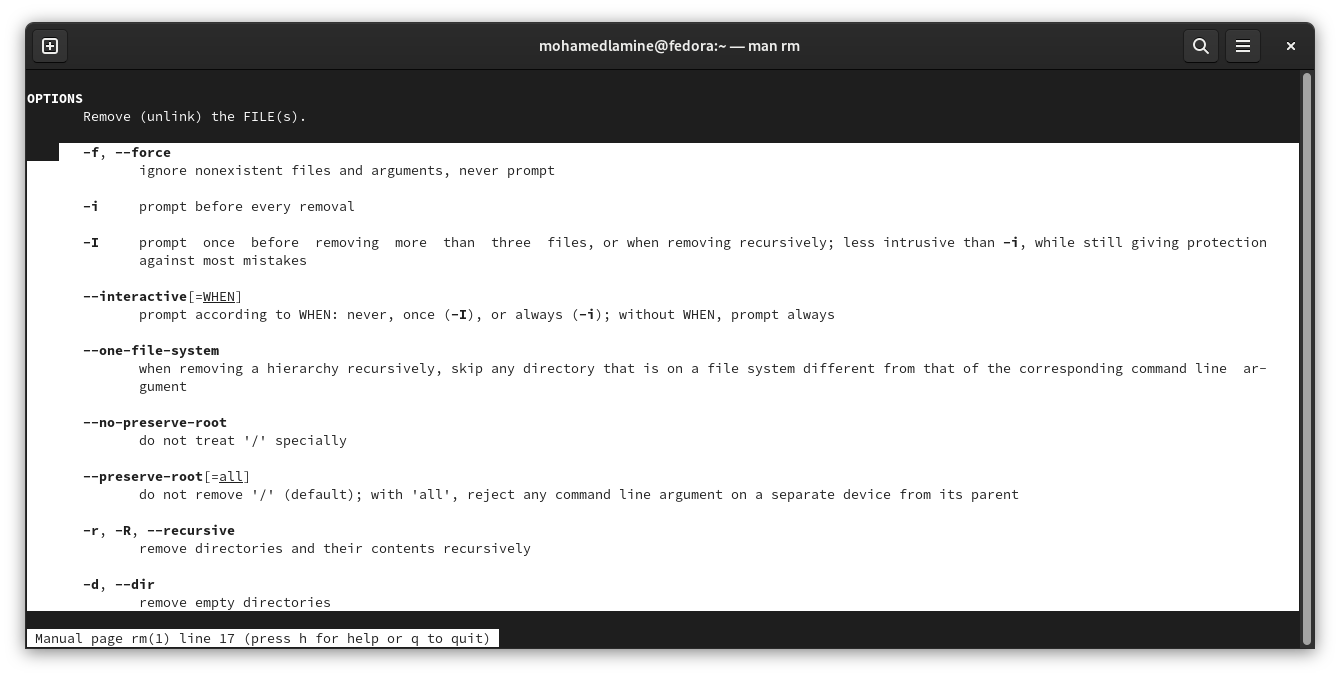 mohamedlamine@fedora:~ — man rm
OPTIONS
Remove (unlink) the FILE(s).
-f, --force
ignore nonexistent files and arguments, never prompt
-i     prompt before every removal
-I     prompt  once  before  removing  more  than  three  files, or when removing recursively; less intrusive than -i, while still giving protection
against most mistakes
--interactive[=WHEN]
prompt according to WHEN: never, once (-I), or always (-i); without WHEN, prompt always
--one-file-system
when removing a hierarchy recursively, skip any directory that is on a file system different from that of the corresponding command line  ar-
gument
--no-preserve-root
do not treat '/' specially
--preserve-root[=all]
do not remove '/' (default); with 'all', reject any command line argument on a separate device from its parent
-r, -R, --recursive
remove directories and their contents recursively
-d, --dir
remove empty directories
Manual page rm(1) line 17 (press h for help or q to quit)